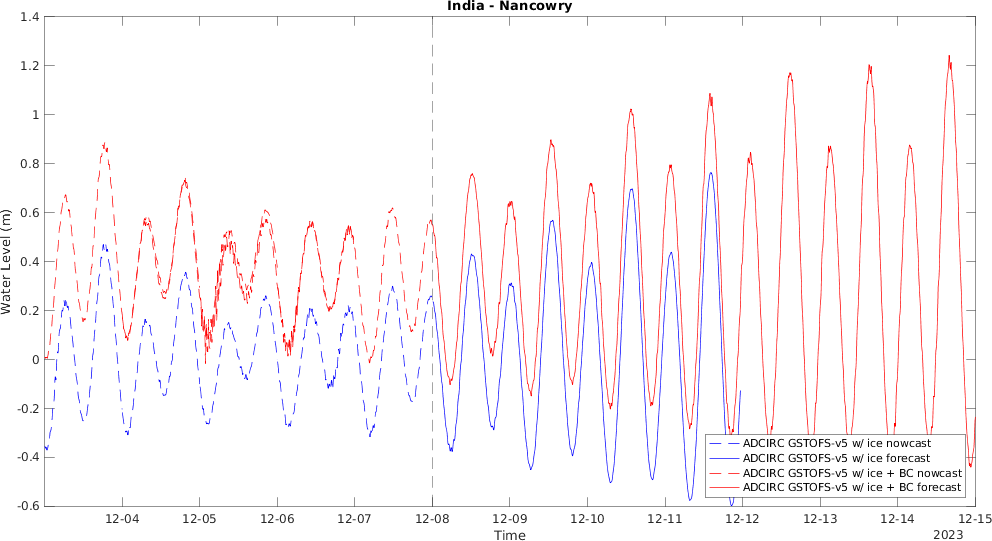 India - Nancowry
1.4
1.2
1
0.8
0.6
0.4
0.2
0
-0.2
-0.4
-0.6
Water Level (m)
ADCIRC GSTOFS-v5 w/ ice nowcast
ADCIRC GSTOFS-v5 w/ ice forecast
ADCIRC GSTOFS-v5 w/ ice + BC nowcast
ADCIRC GSTOFS-v5 w/ ice + BC forecast
12-04 12-05 12-06 12-07 12-08 12-09 12-10 12-11 12-12 12-13 12-14 12-15
Time
2023